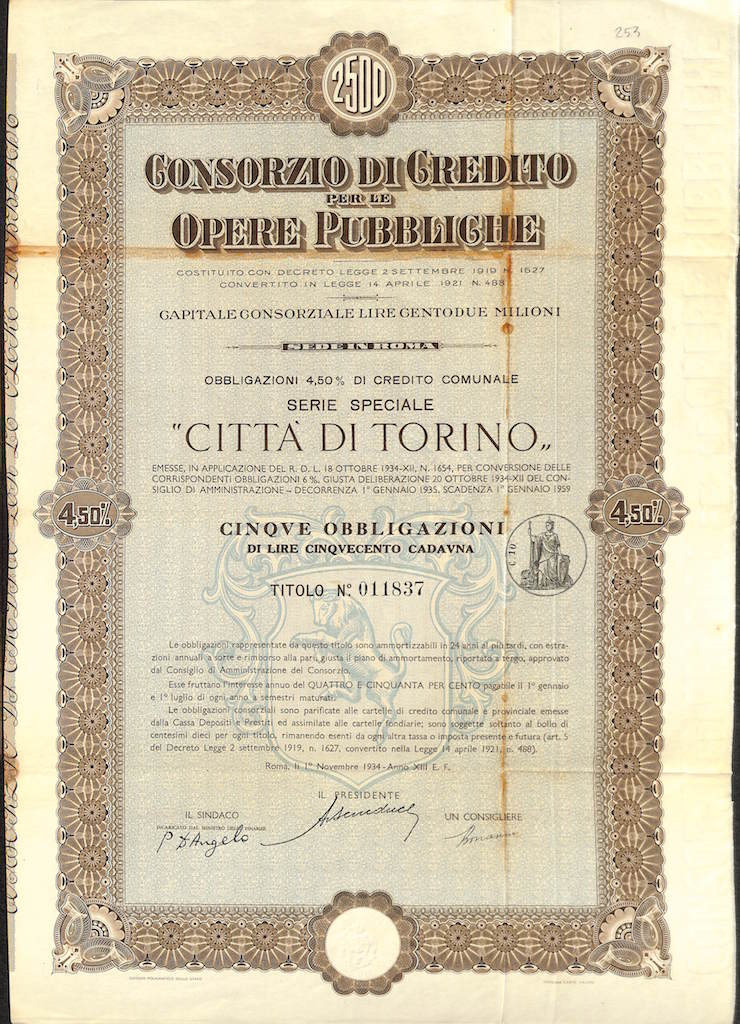 253
2500
CONSORZIO DI CREDITO
PER LE
OPERE PUBBLICHE
COSTITUITO CON DECRETO LEGGE 2 SETTEMBRE 1919 N. 1627
CONVERTITO IN LEGGE 14 APRILE 1921 N. 488
CAPITALE CONSORZIALE LIRE CENTODUE MILIONI
SEDE IN ROMA
OBBLIGAZIONI 4,50% DI CREDITO COMUNALE
SERIE SPECIALE
"CITTÀ DI TORINO„
EMESSE, IN APPLICAZIONE DEL R. D. L. 18 OTTOBRE 1934-XII, N. 1654, PER CONVERSIONE DELLE
CORRISPONDENTI OBBLIGAZIONI 6%, GIUSTA DELIBERAZIONE 20 OTTOBRE 1934-XII DEL CON-
SIGLIO DI AMMINISTRAZIONE – DECORRENZA 1° GENNAIO 1935, SCADENZA 1° GENNAIO 1959
4,50%
4,50%
CINQVE OBBLIGAZIONI
DI LIRE CINQVECENTO CADAVNA
C. 10
TITOLO N.º 011837
Le obbligazioni rappresentate da questo titolo sono ammortizzabili in 24 anni al più tardi, con estra-
zioni annuali a sorte e rimborso alla pari, giusta il piano di ammortamento, riportato a tergo, approvato
dal Consiglio di Amministrazione del Consorzio.
Esse fruttano l'interesse annuo del QUATTRO E CINQUANTA PER CENTO pagabile il 1° gennaio
e 1° luglio di ogni anno a semestri maturati.
Le obbligazioni consorziali sono parificate alle cartelle di credito comunale e provinciale emesse
dalla Cassa Depositi e Prestiti ed assimilate alle cartelle fondiarie; sono soggette soltanto al bollo di
centesimi dieci per ogni titolo, rimanendo esenti da ogni altra tassa o imposta presente e futura (art. 5
del Decreto Legge 2 settembre 1919, n. 1627, convertito nella Legge 14 aprile 1921, n. 488).
Roma, li 1° Novembre 1934 - Anno XIII E. F.
IL PRESIDENTE
IL SINDACO
UN CONSIGLIERE
INCARICATO DAL MINISTRO DELLE FINANZE
P D'Angelo